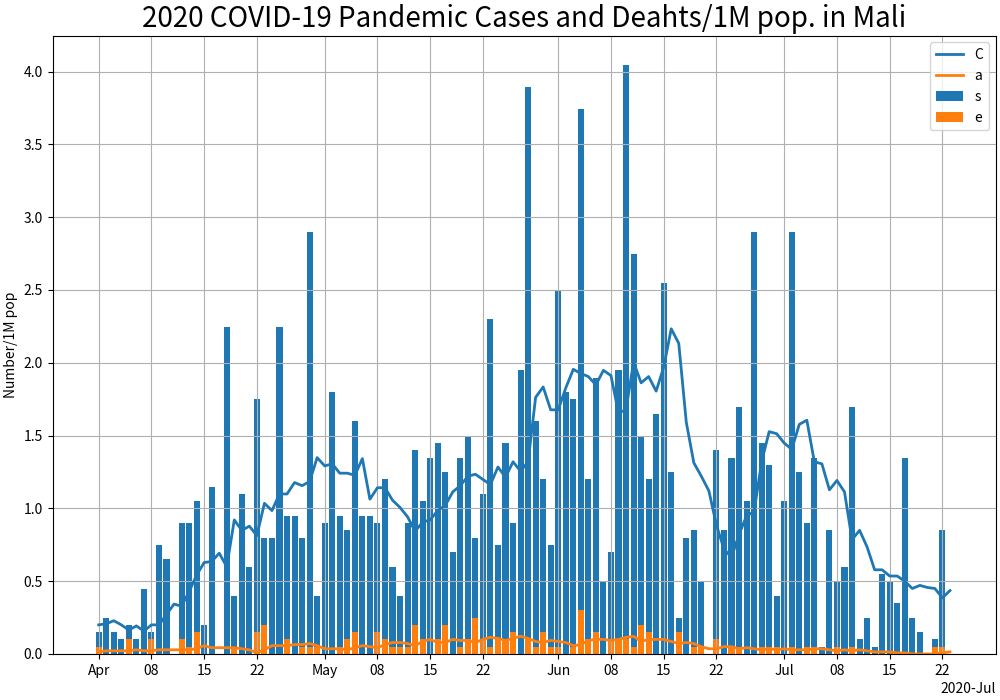 2020 COVID-19 Pandemic Cases and Deahts/1M pop. in Mali
C
a
s
e
Number/1M pop
4.0
3.5
3.0
2.5
2.0
1.5
1.0
0.5
0.0
Apr 08 15 22 May 08 15 22 Jun 08 15 22 Jul 08 15 22
2020-Jul